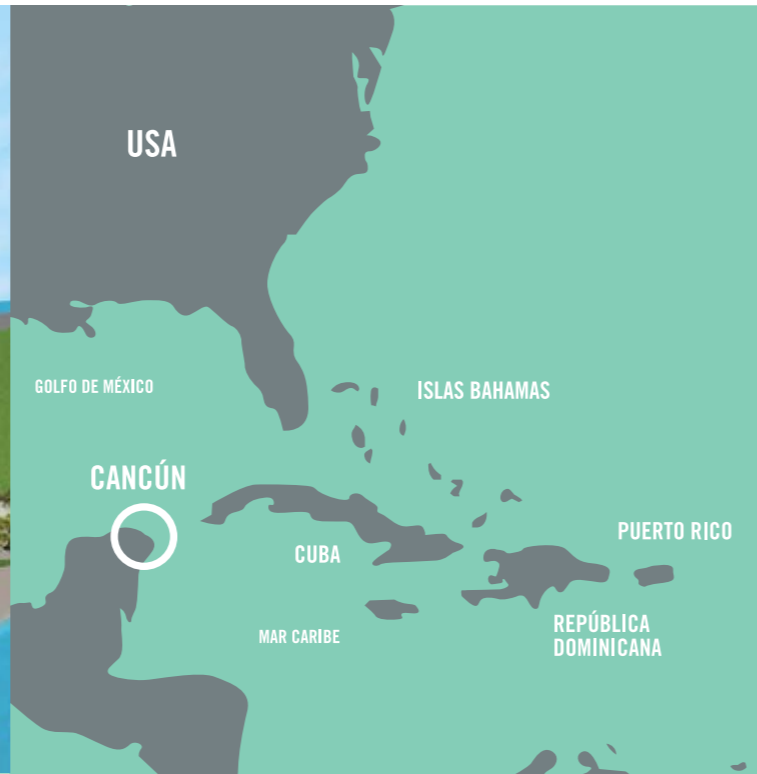 USA
GOLFO DE MÉXICO
ISLAS BAHAMAS
CANCÚN
CUBA
PUERTO RICO
MAR CARIBE
REPÚBLICA
DOMINICANA